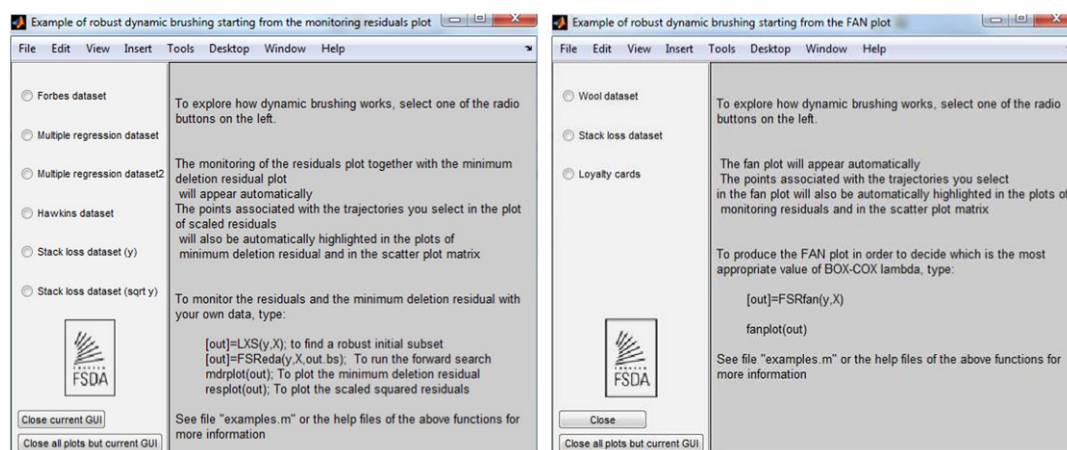 Example of robust dynamic brushing starting from the monitoring residuals plot
File Edit View Insert Tools Desktop Window Help
Forbes dataset
Multiple regression dataset
Multiple regression dataset2
Hawkins dataset
Stack loss dataset (y)
Stack loss dataset (sqrt y)
FSDA
Close current GUI
Close all plots but current GUI
To explore how dynamic brushing works, select one of the radio
buttons on the left.
The monitoring of the residuals plot together with the minimum
deletion residual plot
will appear automatically
The points associated with the trajectories you select in the plot
of scaled residuals
will also be automatically highlighted in the plots of
minimum deletion residual and in the scatter plot matrix
To monitor the residuals and the minimum deletion residual with
your own data, type:
[out]=LXS(y,X); to find a robust initial subset
[out]=FSReda(y,X,out.bs); To run the forward search
mdrplot(out); To plot the minimum deletion residual
resplot(out); To plot the scaled squared residuals
See file "examples.m" or the help files of the above functions for
more information
Example of robust dynamic brushing starting from the FAN plot
File Edit View Insert Tools Desktop Window Help
Wool dataset
Stack loss dataset
Loyalty cards
FSDA
Close
Close all plots but current GUI
To explore how dynamic brushing works, select one of the radio
buttons on the left.
The fan plot will appear automatically
The points associated with the trajectories you select
in the fan plot will also be automatically highlighted in the plots of
monitoring residuals and in the scatter plot matrix
To produce the FAN plot in order to decide which is the most
appropriate value of BOX-COX lambda, type:
[out]=FSRfan(y,X)
fanplot(out)
See file "examples.m" or the help files of the above functions for
more information